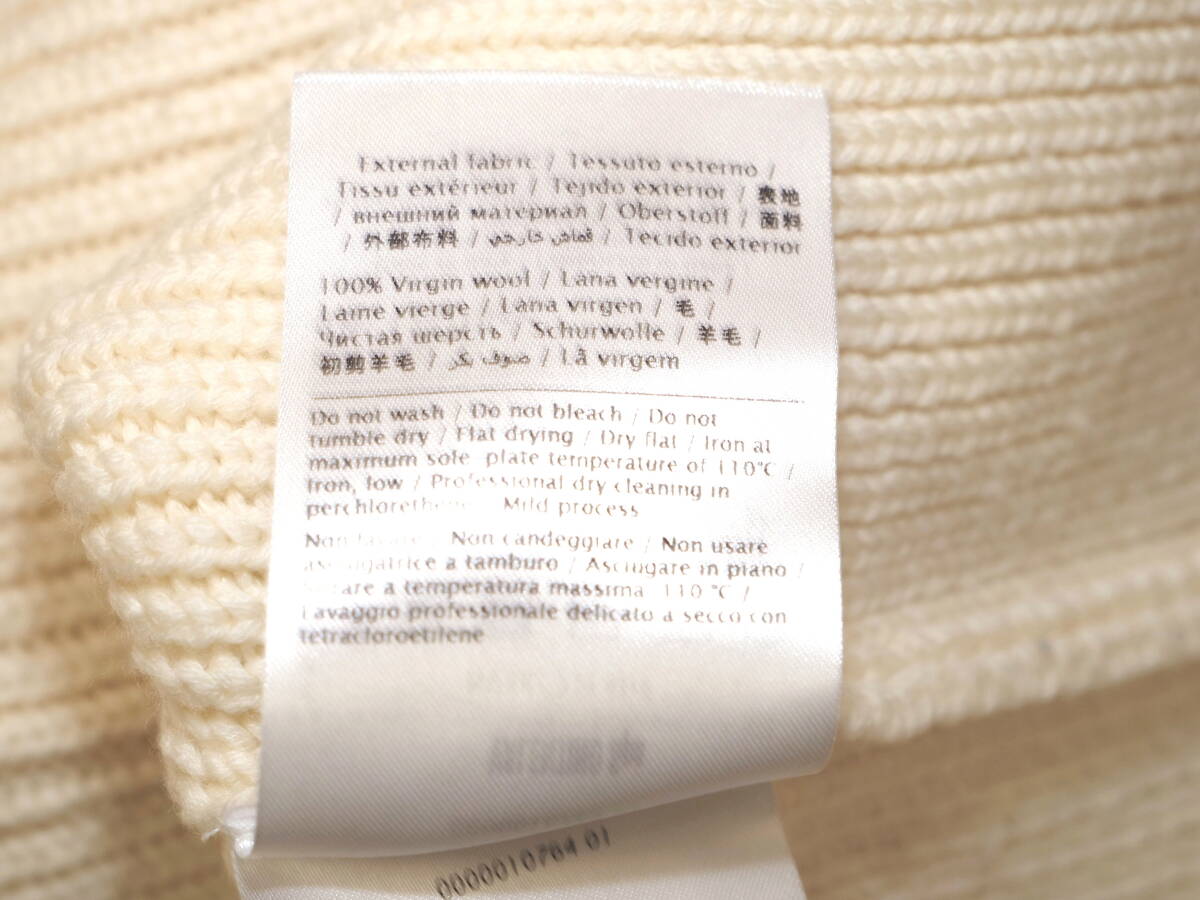 External fabric / Tessuto esterno /
Tissu extérieur / Tejido exterior / 表地
/ внешний материал / Oberstoff / 面料
/ 外部布料 / قماش خارجي / Tecido exterior
100% Virgin wool / Lana vergine /
Laine vierge / Lana virgen / 毛 /
Чистая шерсть / Schurwolle / 羊毛 /
初剪羊毛 / صوف بكر / Lã virgem
Do not wash / Do not bleach / Do not
tumble dry / Flat drying / Dry flat / Iron at
maximum sole plate temperature of 110°C /
Iron, low / Professional dry cleaning in
Mild process
Non lavare / Non candeggiare / Non usare
asciugatrice a tamburo / Asciugare in piano /
a temperatura massima 110 °C /
Lavaggio professionale delicato a secco con
tetracloroetilene
0000010764 01